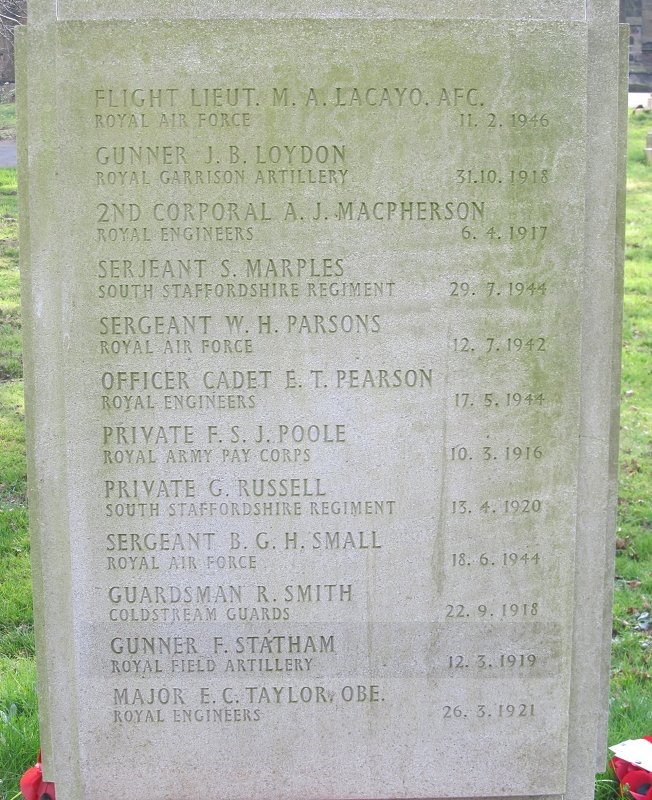 FLIGHT LIEUT. M. A. LACAYO. AFC.
ROYAL AIR FORCE 11. 2. 1946
GUNNER J. B. LOYDON
ROYAL GARRISON ARTILLERY 31.10. 1918
2ND CORPORAL A. J. MACPHERSON
ROYAL ENGINEERS 6. 4. 1917
SERJEANT S. MARPLES
SOUTH STAFFORDSHIRE REGIMENT 29. 7. 1944
SERGEANT W. H. PARSONS
ROYAL AIR FORCE 12. 7. 1942
OFFICER CADET E. T. PEARSON
ROYAL ENGINEERS 17. 5. 1944
PRIVATE F. S. J. POOLE
ROYAL ARMY PAY CORPS 10. 3. 1916
PRIVATE G. RUSSELL
SOUTH STAFFORDSHIRE REGIMENT 13. 4. 1920
SERGEANT B. G. H. SMALL
ROYAL AIR FORCE 18. 6. 1944
GUARDSMAN R. SMITH
COLDSTREAM GUARDS 22. 9. 1918
GUNNER F. STATHAM
ROYAL FIELD ARTILLERY 12. 3. 1919
MAJOR E. C. TAYLOR, OBE.
ROYAL ENGINEERS 26. 3. 1921